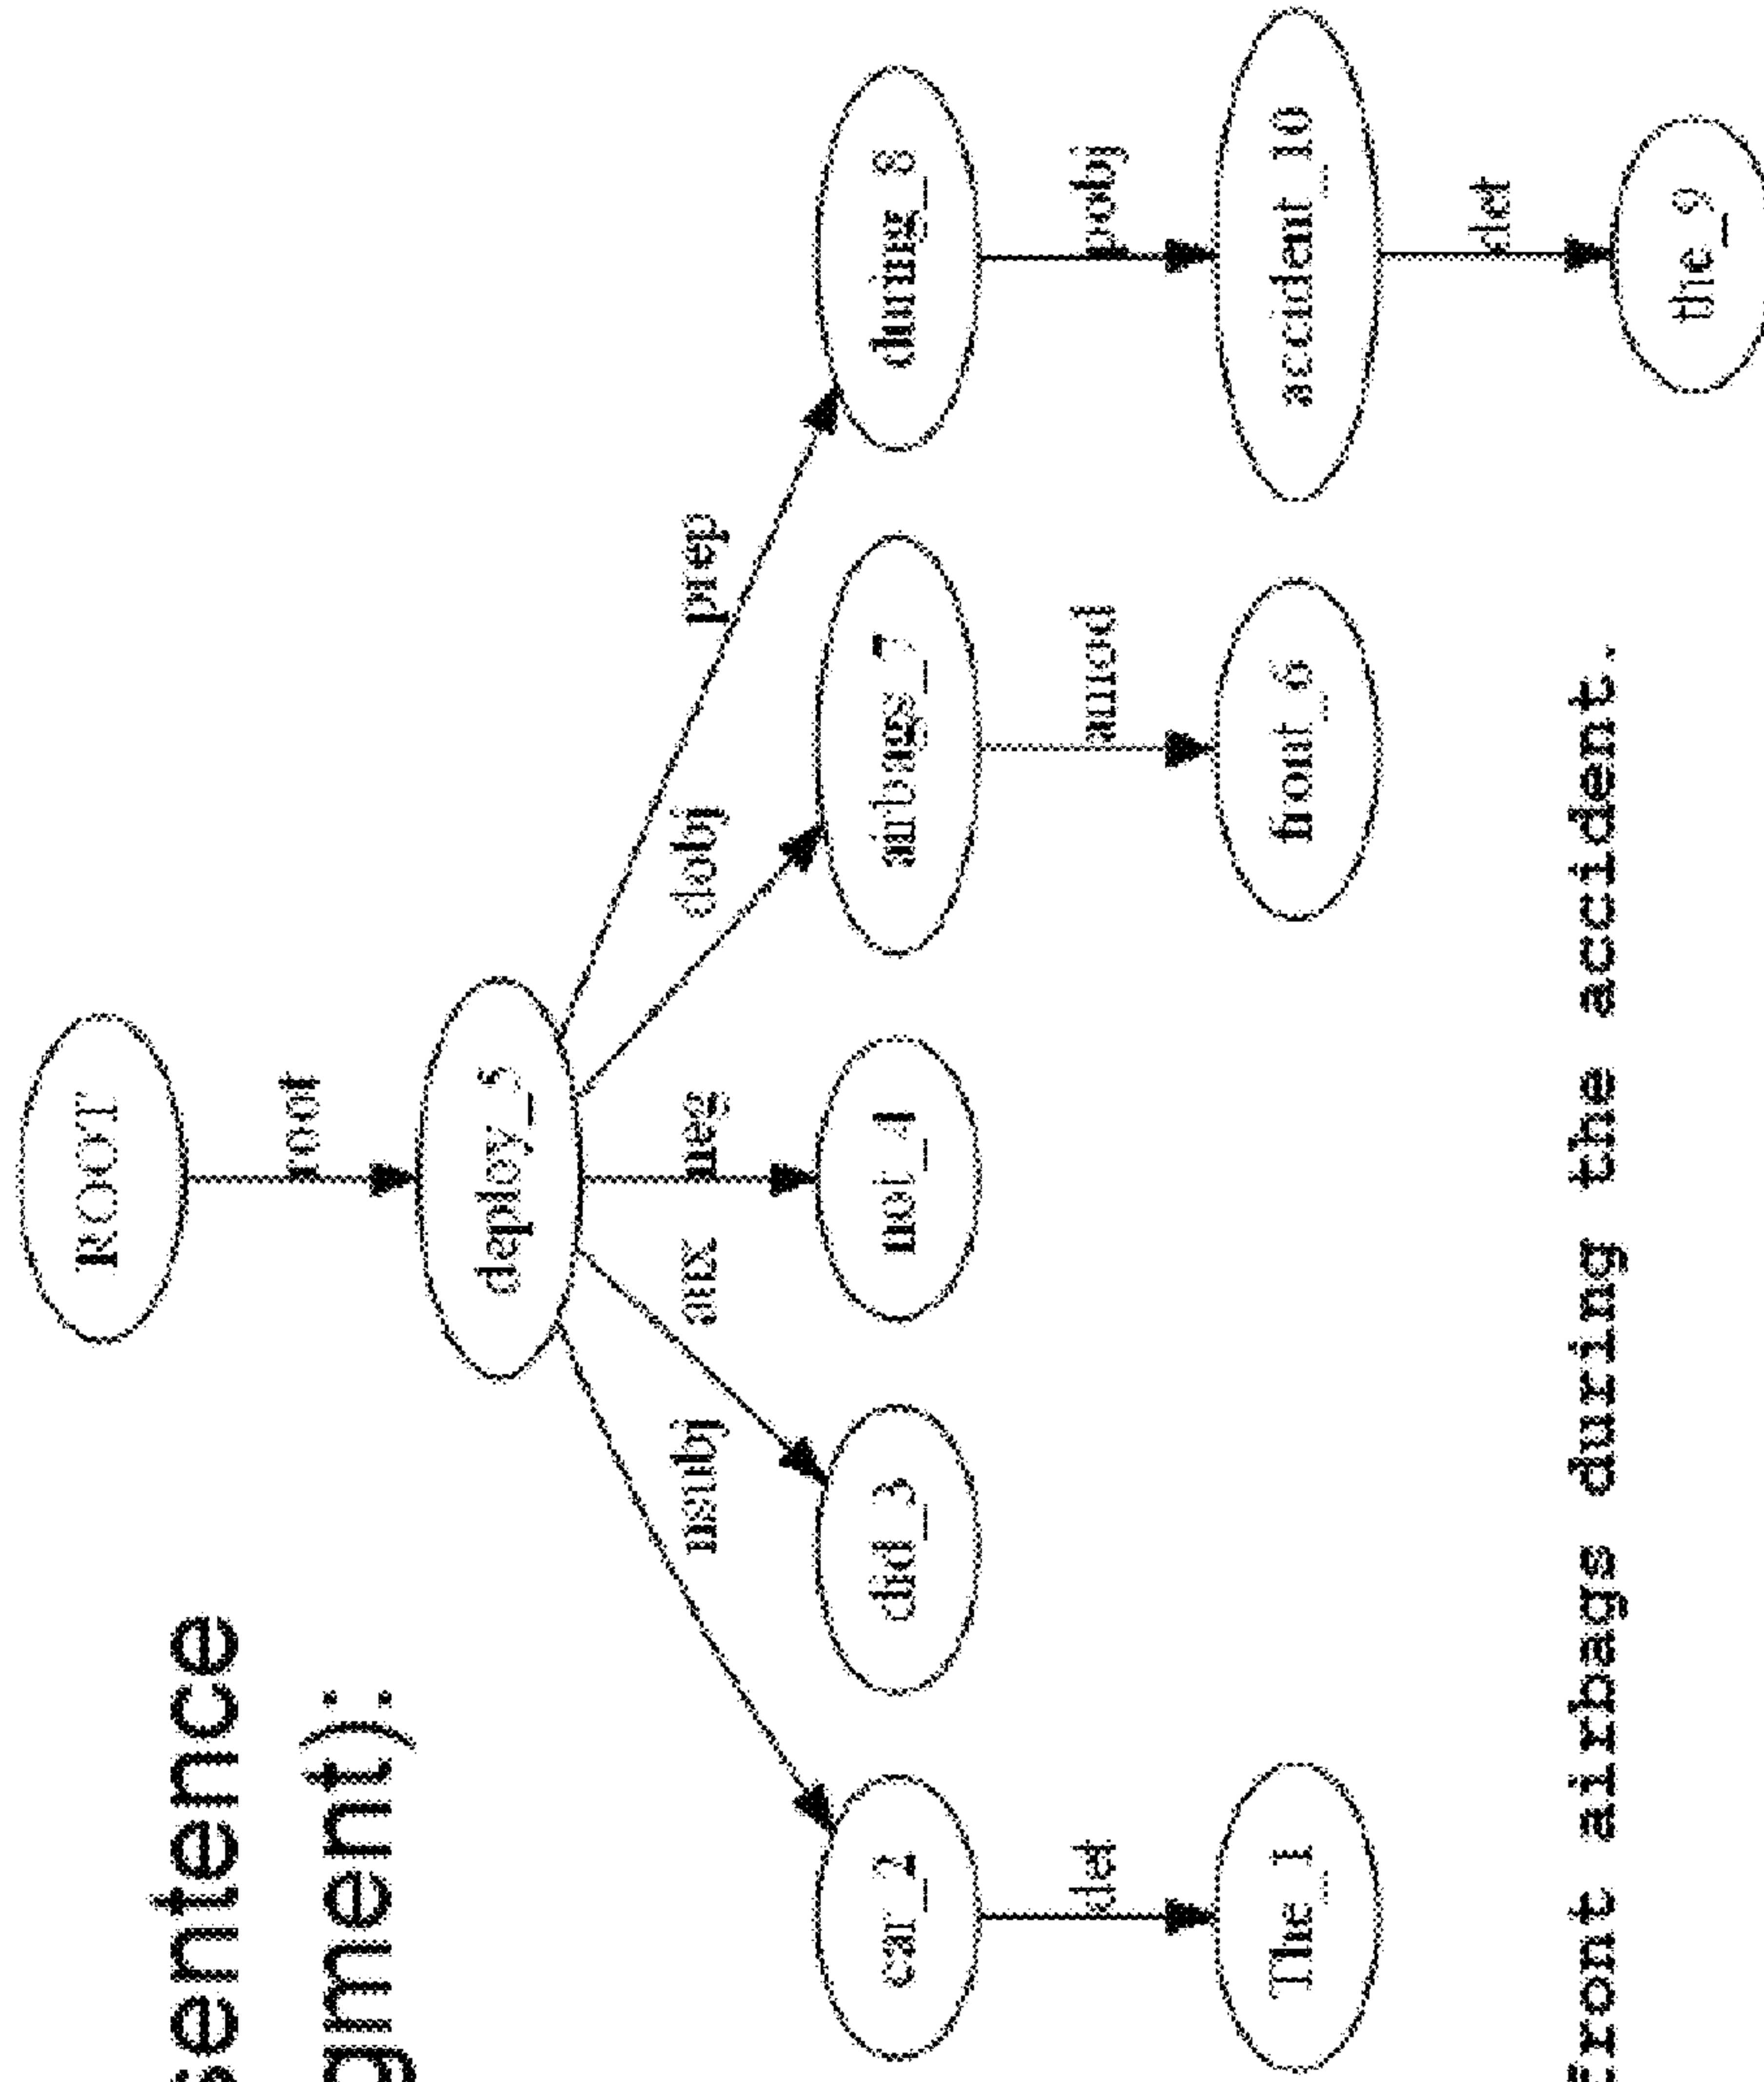 sentence
gment):
ROOT
root
deploy_5
nsubj aux neg dobj prep
car_2 did_3 not_4 airbags_7 during_8
det amod pobj
The_1 front_6 accident_10
det
the_9
front airbags during the accident.